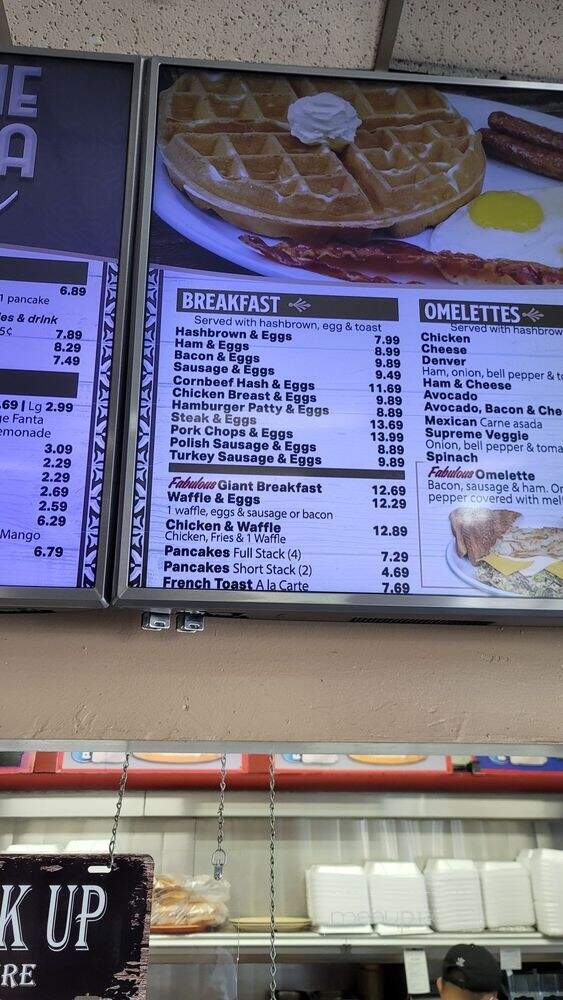 NE
A
6.89
1 pancake
es & drink
5¢
7.89
8.29
7.49
.69 | Lg 2.99
ge Fanta
emonade
3.09
2.29
2.29
2.69
2.59
6.29
Mango
6.79
BREAKFAST
Served with hashbrown, egg & toast
Hashbrown & Eggs 7.99
Ham & Eggs 8.99
Bacon & Eggs 9.89
Sausage & Eggs 9.49
Cornbeef Hash & Eggs 11.69
Chicken Breast & Eggs 9.89
Hamburger Patty & Eggs 8.89
Steak & Eggs 13.69
Pork Chops & Eggs 13.99
Polish Sausage & Eggs 8.89
Turkey Sausage & Eggs 9.89
Fabulous Giant Breakfast 12.69
Waffle & Eggs 12.29
1 waffle, eggs & sausage or bacon
Chicken & Waffle 12.89
Chicken, Fries & 1 Waffle
Pancakes Full Stack (4) 7.29
Pancakes Short Stack (2) 4.69
French Toast A la Carte 7.69
OMELETTES
Served with hashbrow
Chicken
Cheese
Denver
Ham, onion, bell pepper & to
Ham & Cheese
Avocado
Avocado, Bacon & Che
Mexican Carne asada
Supreme Veggie
Onion, bell pepper & toma
Spinach
Fabulous Omelette
Bacon, sausage & ham. On
pepper covered with mel
K UP
RE